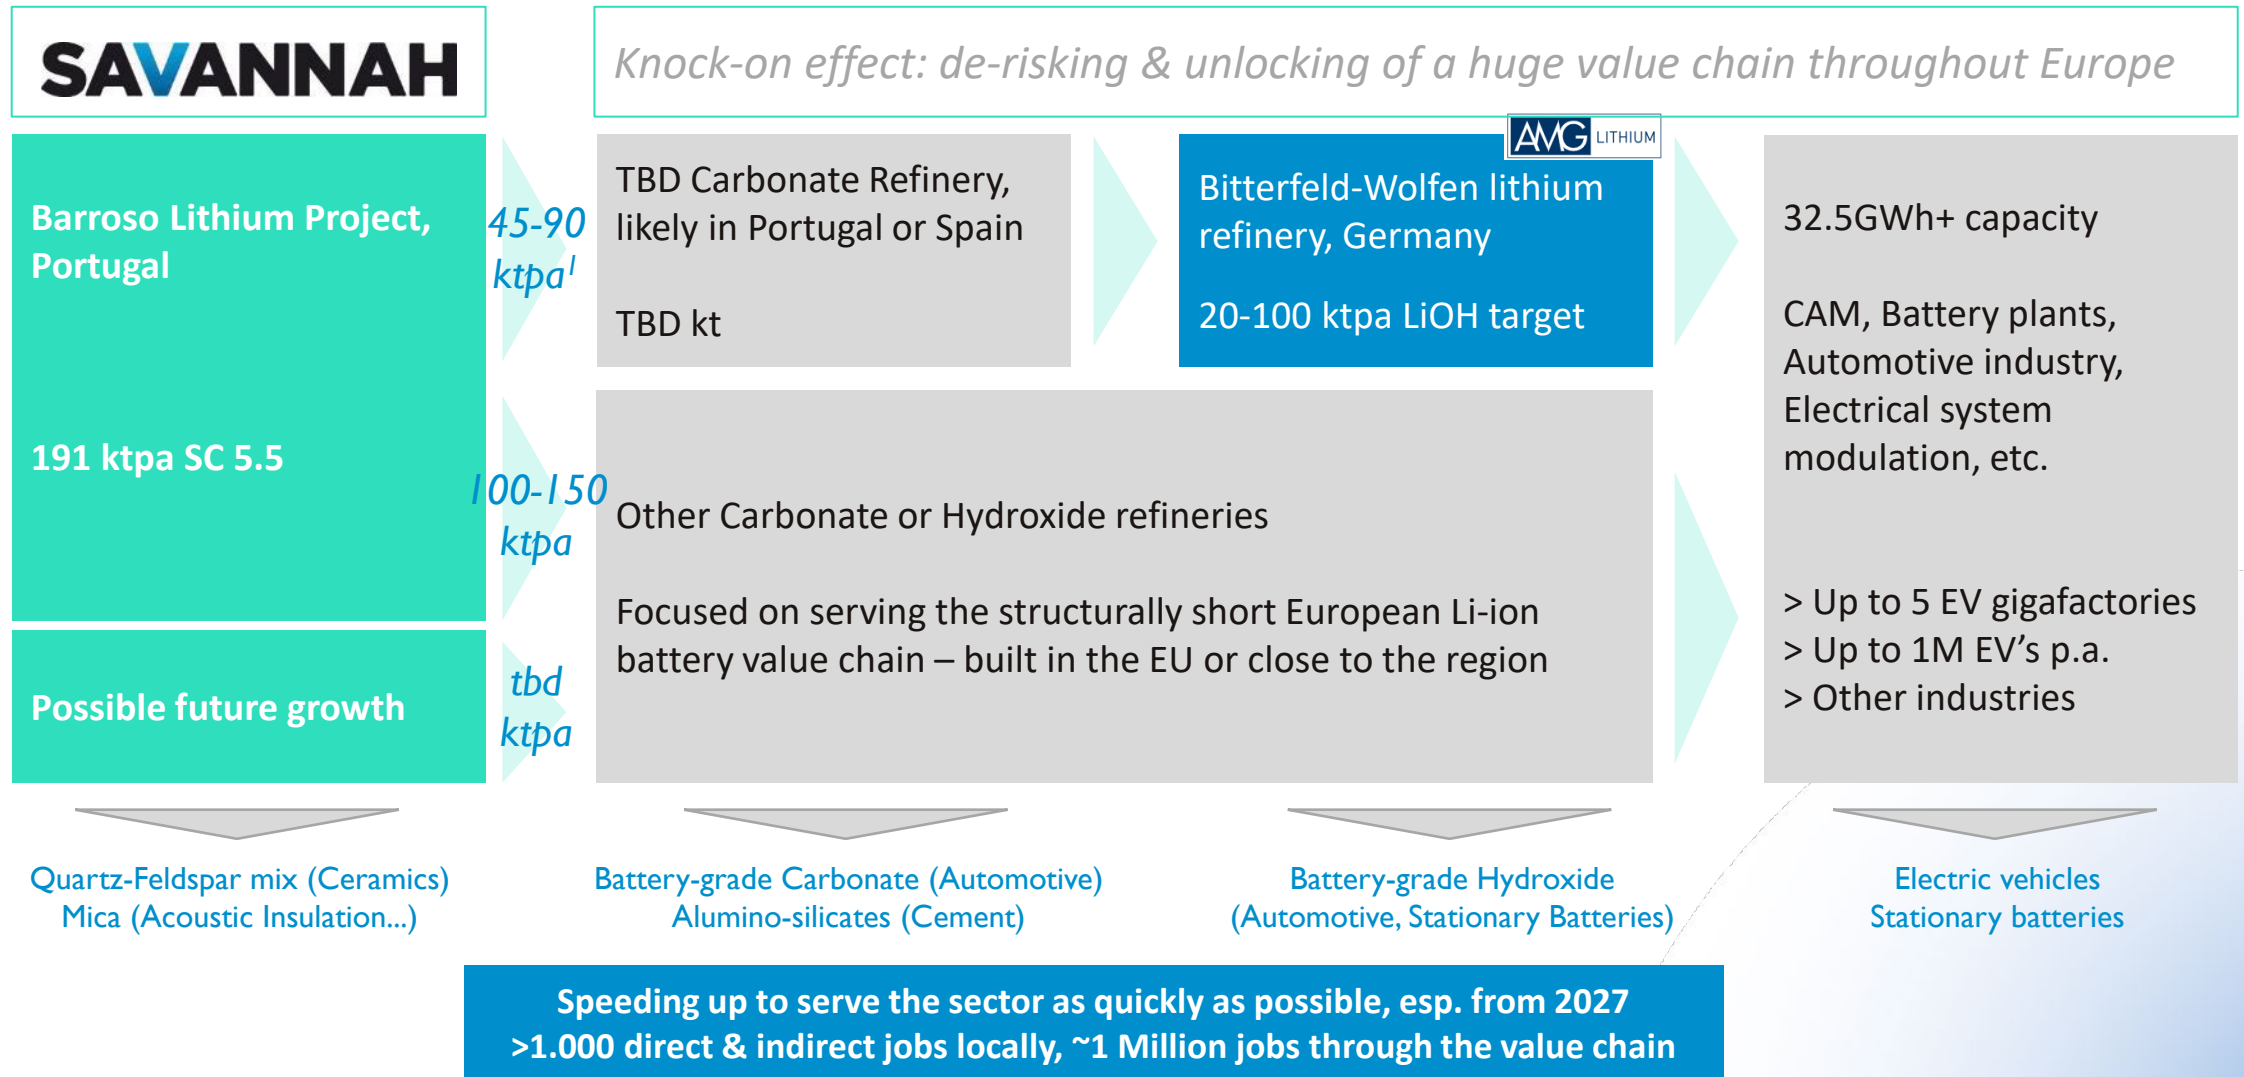 SAVANNAH
Knock-on effect: de-risking & unlocking of a huge value chain throughout Europe
Barroso Lithium Project,
Portugal
191 ktpa SC 5.5
Possible future growth
45-90
ktpa¹
100-150
ktpa
tbd
ktpa
TBD Carbonate Refinery,
likely in Portugal or Spain
TBD kt
AMG LITHIUM
Bitterfeld-Wolfen lithium
refinery, Germany
20-100 ktpa LiOH target
Other Carbonate or Hydroxide refineries
Focused on serving the structurally short European Li-ion
battery value chain – built in the EU or close to the region
32.5GWh+ capacity
CAM, Battery plants,
Automotive industry,
Electrical system
modulation, etc.
> Up to 5 EV gigafactories
> Up to 1M EV’s p.a.
> Other industries
Quartz-Feldspar mix (Ceramics)
Mica (Acoustic Insulation...)
Battery-grade Carbonate (Automotive)
Alumino-silicates (Cement)
Battery-grade Hydroxide
(Automotive, Stationary Batteries)
Electric vehicles
Stationary batteries
Speeding up to serve the sector as quickly as possible, esp. from 2027
>1.000 direct & indirect jobs locally, ~1 Million jobs through the value chain